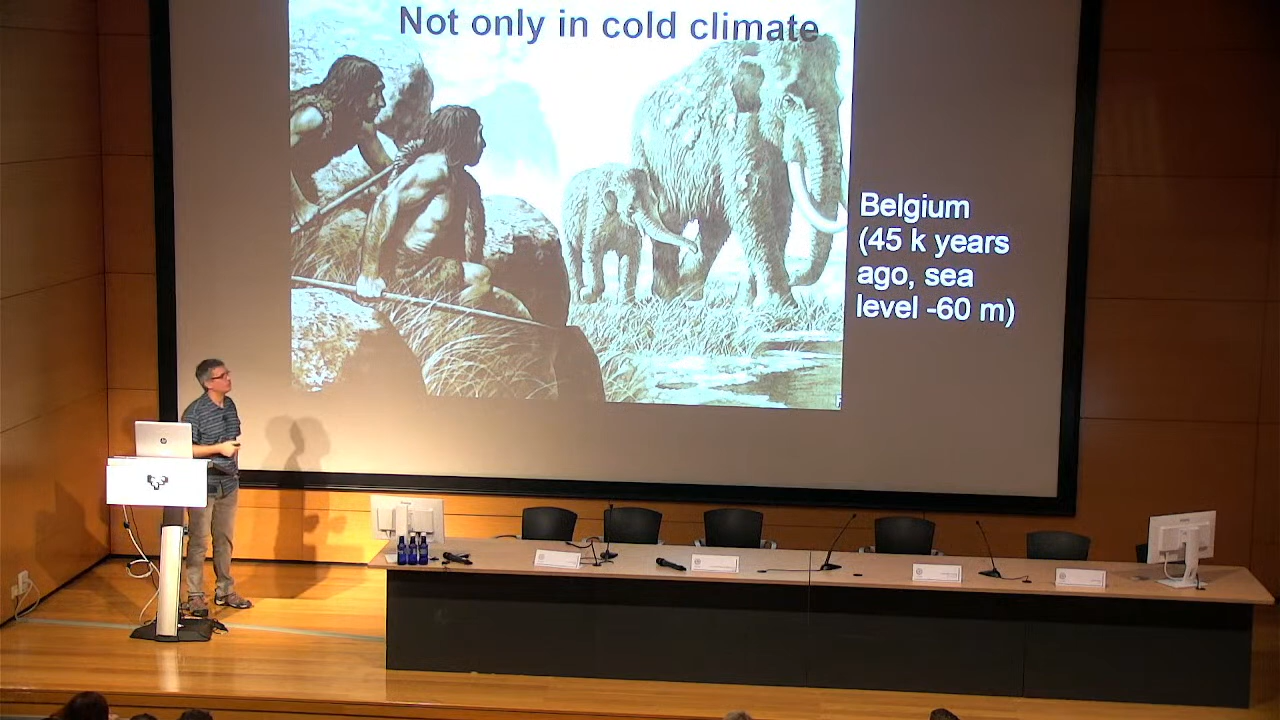 Not only in cold climate
Belgium
(45 k years
ago, sea
level -60 m)